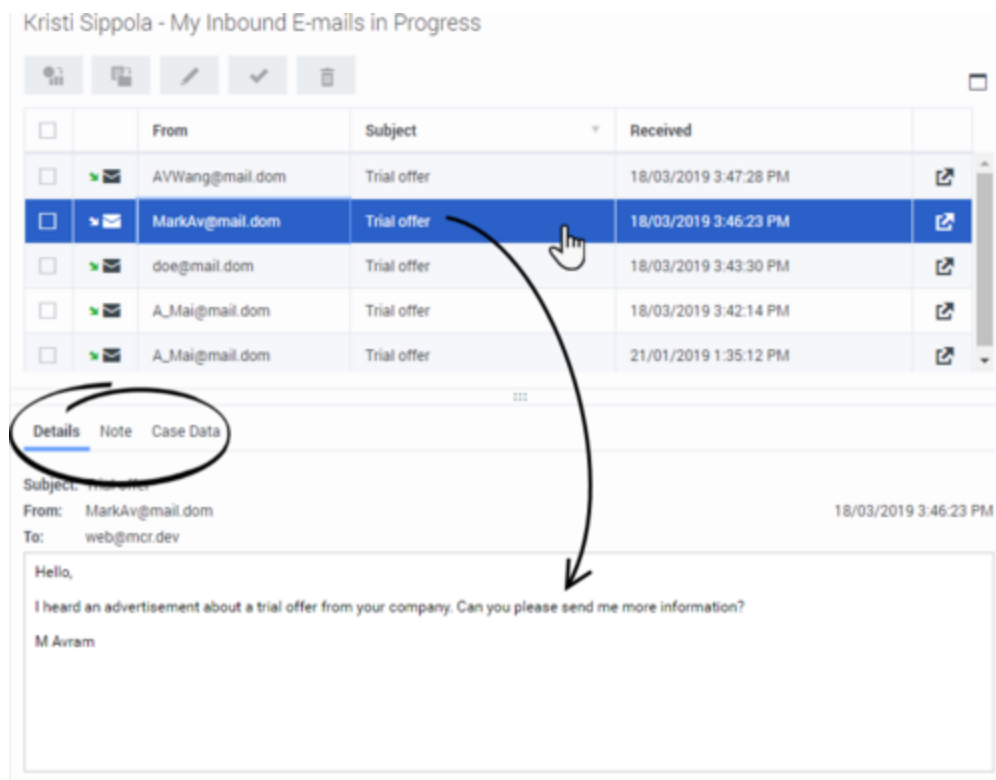 Kristi Sippola - My Inbound E-mails in Progress
From Subject Received
AVWang@mail.dom Trial offer 18/03/2019 3:47:28 PM
MarkAv@mail.dom Trial offer 18/03/2019 3:46:23 PM
doe@mail.dom Trial offer 18/03/2019 3:43:30 PM
A_Mai@mail.dom Trial offer 18/03/2019 3:42:14 PM
A_Mai@mail.dom Trial offer 21/01/2019 1:35:12 PM
Details Note Case Data
Subject: Trial offer
From: MarkAv@mail.dom 18/03/2019 3:46:23 PM
To: web@mcr.dev
Hello,
I heard an advertisement about a trial offer from your company. Can you please send me more information?
M Avram